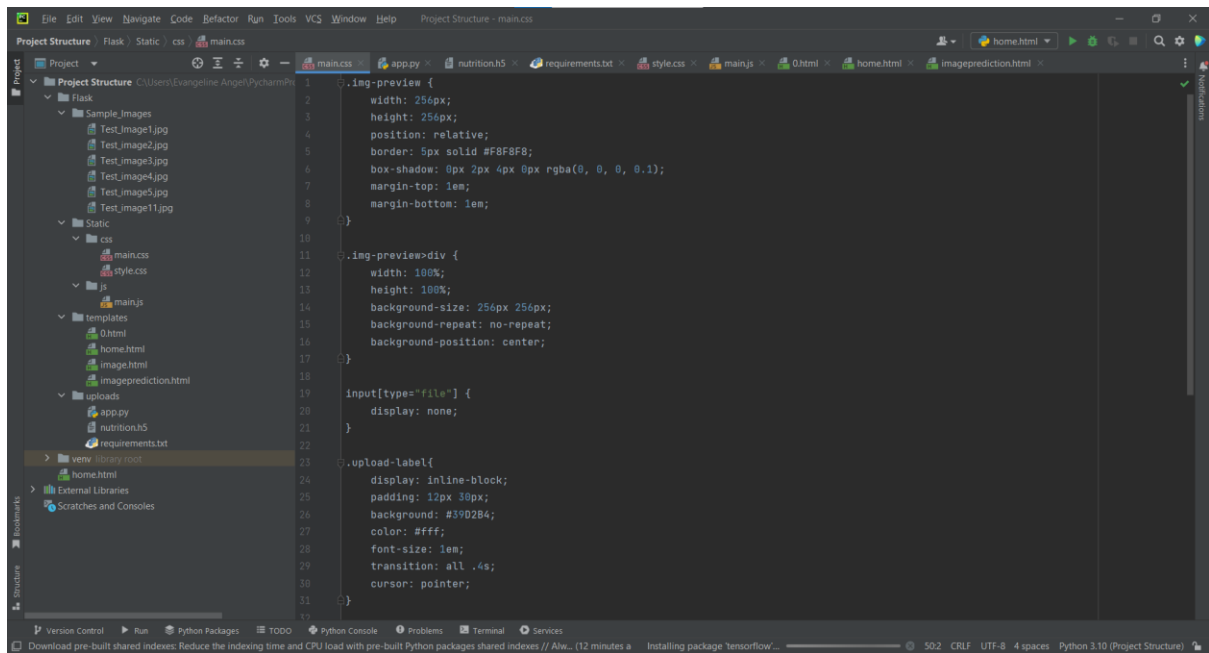 File Edit View Navigate Code Refactor Run Tools VCS Window Help Project Structure - main.css
Project Structure Flask Static css main.css home.html
Project main.css app.py nutrition.h5 requirements.txt style.css main.js 0.html home.html imageprediction.html
Project
Notifications
Project Structure C:\Users\Evangeline Angel\PycharmPr
Flask
Sample_Images
Test_Image1.jpg
Test_image2.jpg
Test_image3.jpg
Test_image4.jpg
Test_image5.jpg
Test_image11.jpg
Static
css
main.css
style.css
js
main.js
templates
0.html
home.html
image.html
imageprediction.html
uploads
app.py
nutrition.h5
requirements.txt
venv library root
home.html
External Libraries
Scratches and Consoles
Bookmarks
Structure
1 .img-preview {
2 width: 256px;
3 height: 256px;
4 position: relative;
5 border: 5px solid #F8F8F8;
6 box-shadow: 0px 2px 4px 0px rgba(0, 0, 0, 0.1);
7 margin-top: 1em;
8 margin-bottom: 1em;
9 }
10
11 .img-preview>div {
12 width: 100%;
13 height: 100%;
14 background-size: 256px 256px;
15 background-repeat: no-repeat;
16 background-position: center;
17 }
18
19 input[type="file"] {
20 display: none;
21 }
22
23 .upload-label{
24 display: inline-block;
25 padding: 12px 30px;
26 background: #39D2B4;
27 color: #fff;
28 font-size: 1em;
29 transition: all .4s;
30 cursor: pointer;
31 }
32
Version Control Run Python Packages TODO Python Console Problems Terminal Services
Download pre-built shared indexes: Reduce the indexing time and CPU load with pre-built Python packages shared indexes // Alw... (12 minutes a Installing package 'tensorflow'... 50:2 CRLF UTF-8 4 spaces Python 3.10 (Project Structure)